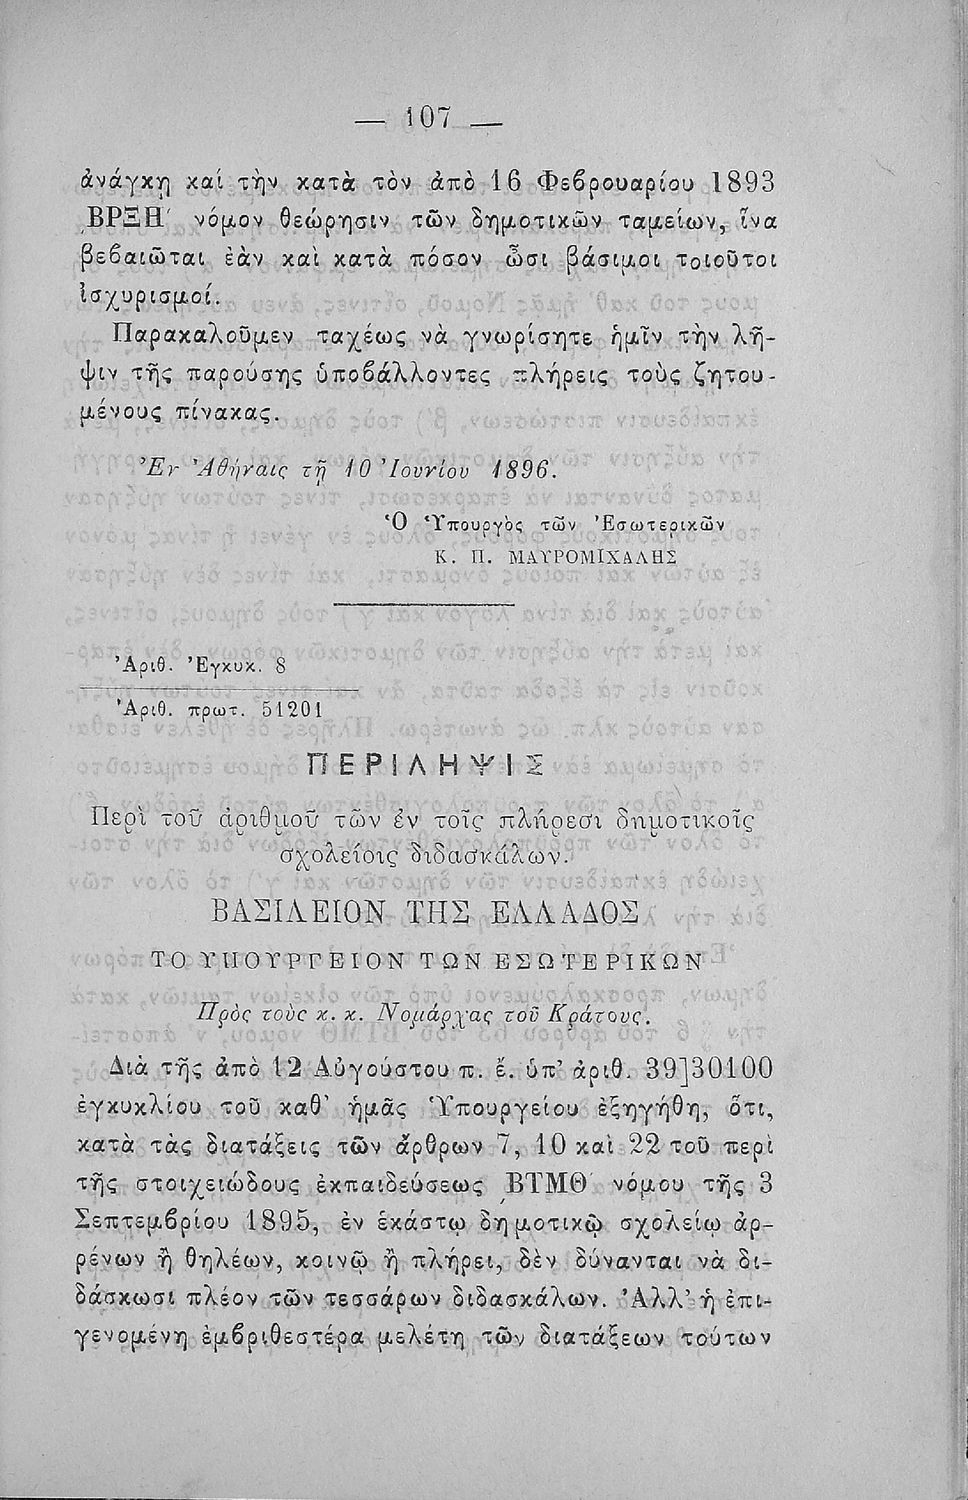 — 107 —
ἀνάγκη καὶ τὴν κατὰ τὸν ἀπὸ 16 Φεβρουαρίου 1893
͵ΒΡΞΗ΄ νόμον θεώρησιν τῶν δημοτικῶν ταμείων, ἵνα
βεβαιῶται ἐὰν καὶ κατὰ πόσον ὦσι βάσιμοι τοιοῦτοι
ἰσχυρισμοί.
Παρακαλοῦμεν ταχέως νὰ γνωρίσητε ἡμῖν τὴν λῆ-
ψιν τῆς παρούσης ὑποβάλλοντες πλήρεις τοὺς ζητου-
μένους πίνακας.
Ἐν Ἀθήναις τῇ 10 Ἰουνίου 1896.
Ὁ Ὑπουργὸς τῶν Ἐσωτερικῶν
Κ. Π. ΜΑΥΡΟΜΙΧΑΛΗΣ
Ἀριθ. Ἐγκυκ. 8
Ἀριθ. πρωτ. 51201
ΠΕΡΙΛΗΨΙΣ
Περὶ τοῦ ἀριθμοῦ τῶν ἐν τοῖς πλήρεσι δημοτικοῖς
σχολείοις διδασκάλων.
ΒΑΣΙΛΕΙΟΝ ΤΗΣ ΕΛΛΑΔΟΣ
ΤΟ ΥΠΟΥΡΓΕΙΟΝ ΤΩΝ ΕΣΩΤΕΡΙΚΩΝ
Πρὸς τοὺς κ. κ. Νομάρχας τοῦ Κράτους.
Διὰ τῆς ἀπὸ 12 Αὐγούστου π. ἔ. ὑπ’ ἀριθ. 39]30100
ἐγκυκλίου τοῦ καθ’ ἡμᾶς Ὑπουργείου ἐξηγήθη, ὅτι,
κατὰ τὰς διατάξεις τῶν ἄρθρων 7, 10 καὶ 22 τοῦ περὶ
τῆς στοιχειώδους ἐκπαιδεύσεως ͵ΒΤΜΘ΄ νόμου τῆς 3
Σεπτεμβρίου 1895, ἐν ἑκάστῳ δημοτικῷ σχολείῳ ἀρ-
ρένων ἢ θηλέων, κοινῷ ἢ πλήρει, δὲν δύνανται νὰ δι-
δάσκωσι πλέον τῶν τεσσάρων διδασκάλων. Ἀλλ’ ἡ ἐπι-
γενομένη ἐμβριθεστέρα μελέτη τῶν διατάξεων τούτων